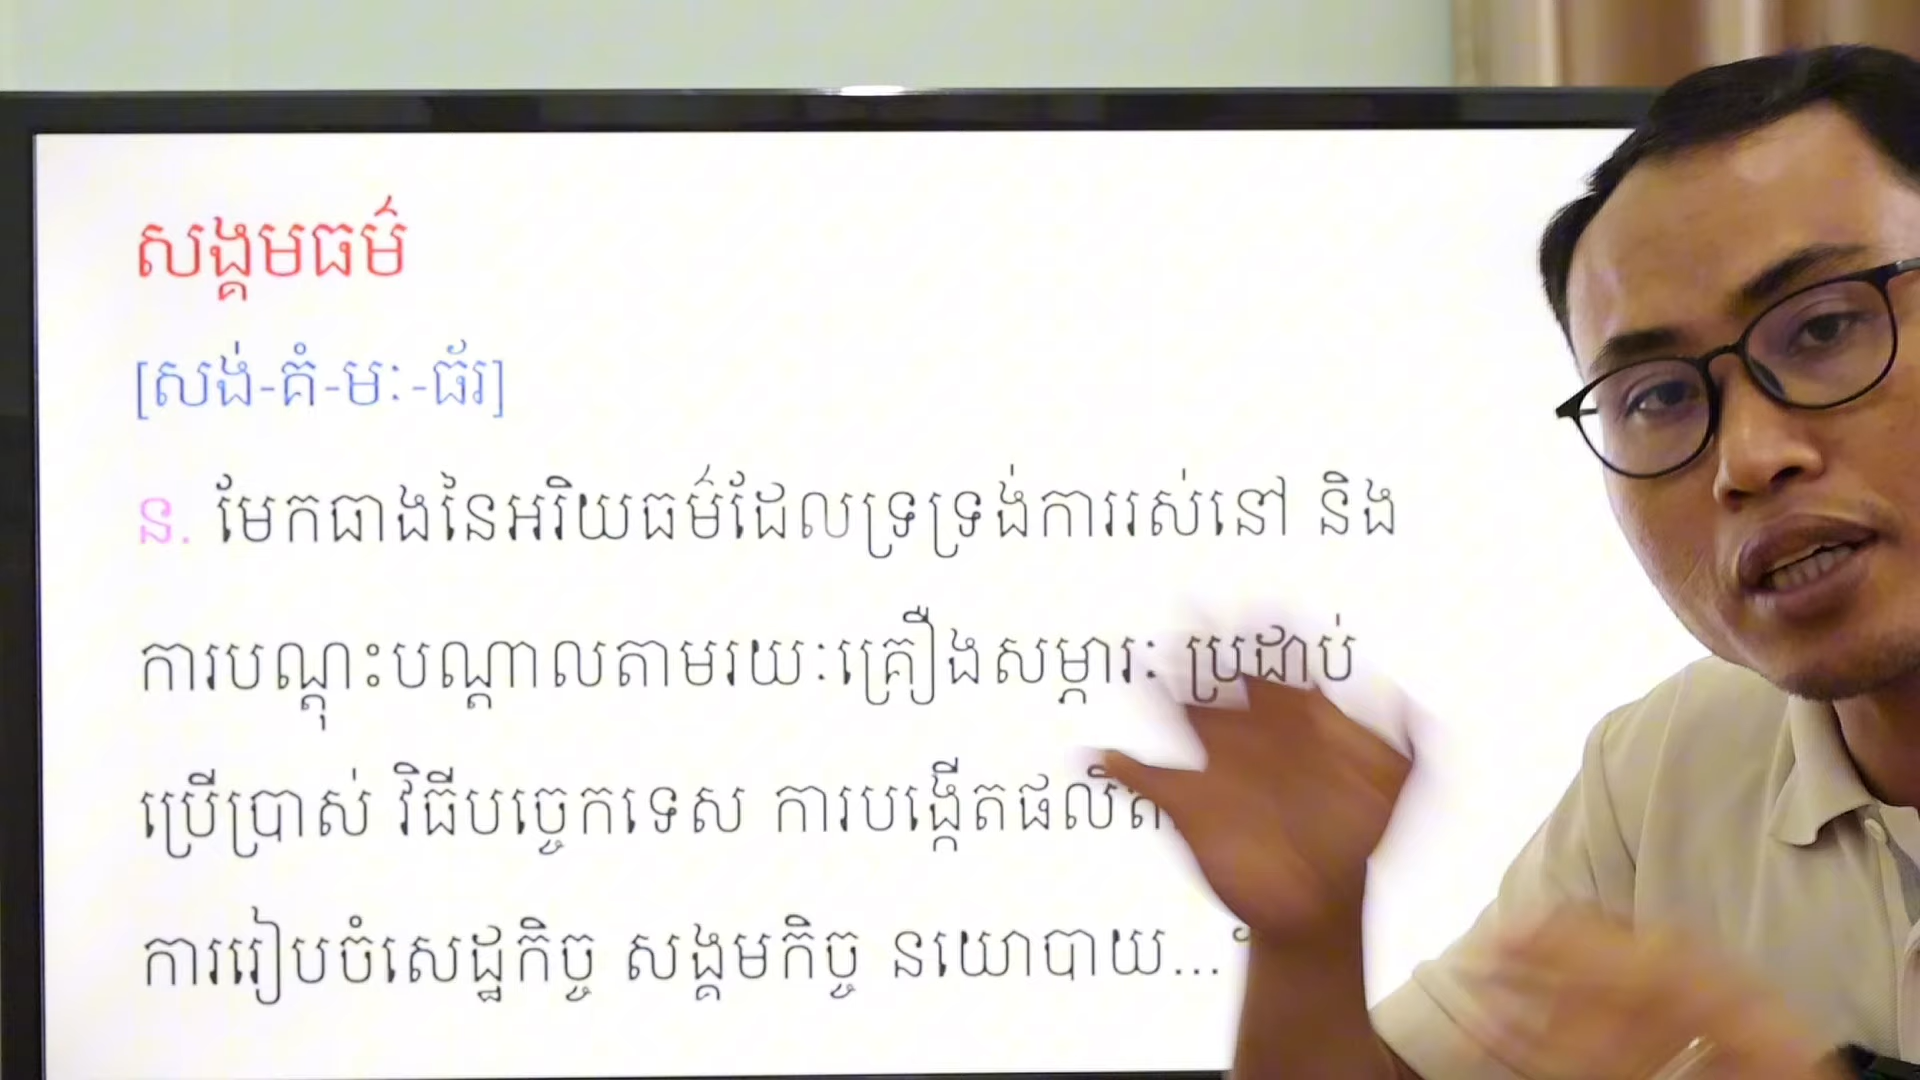 សង្គមធម៌
[សង់-គំ-មៈ-ធ័រ]
ន. មែកធាងនៃអរិយធម៌ដែលទ្រទ្រង់ការរស់នៅ និង
ការបណ្តុះបណ្តាលតាមរយៈគ្រឿងសម្ភារៈ ប្រដាប់
ប្រើប្រាស់ វិធីបច្ចេកទេស ការបង្កើត
ការរៀបចំសេដ្ឋកិច្ច សង្គមកិច្ច នយោបាយ...